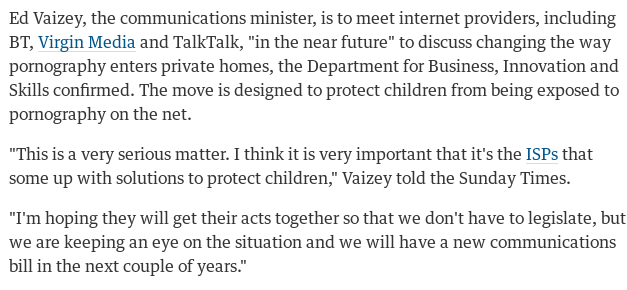 Ed Vaizey, the communications minister, is to meet internet providers, including
BT, Virgin Media and TalkTalk, "in the near future" to discuss changing the way
pornography enters private homes, the Department for Business, Innovation and
Skills confirmed. The move is designed to protect children from being exposed to
pornography on the net.
"This is a very serious matter. I think it is very important that it's the ISPs that
some up with solutions to protect children," Vaizey told the Sunday Times.
"I'm hoping they will get their acts together so that we don't have to legislate, but
we are keeping an eye on the situation and we will have a new communications
bill in the next couple of years."